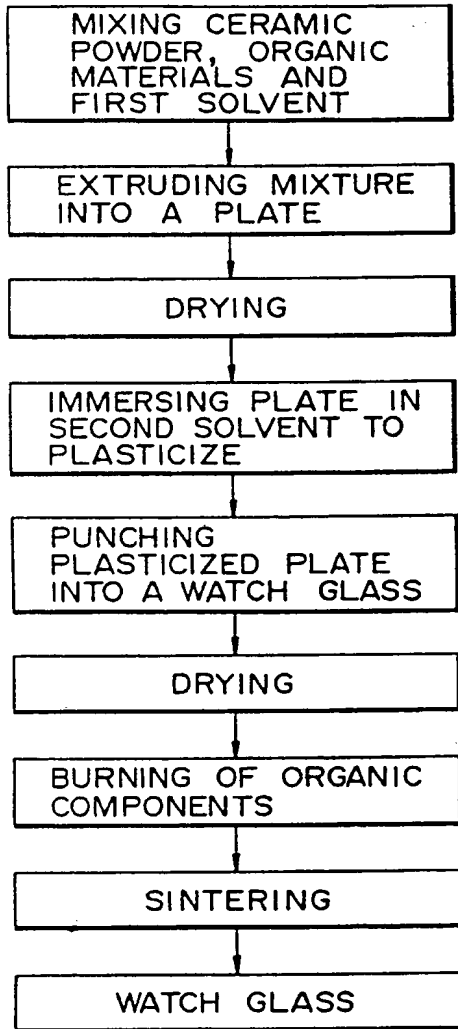 MIXING CERAMIC
POWDER, ORGANIC
MATERIALS AND
FIRST SOLVENT
EXTRUDING MIXTURE
INTO A PLATE
DRYING
IMMERSING PLATE IN
SECOND SOLVENT TO
PLASTICIZE
PUNCHING
PLASTICIZED PLATE
INTO A WATCH GLASS
DRYING
BURNING OF ORGANIC
COMPONENTS
SINTERING
WATCH GLASS